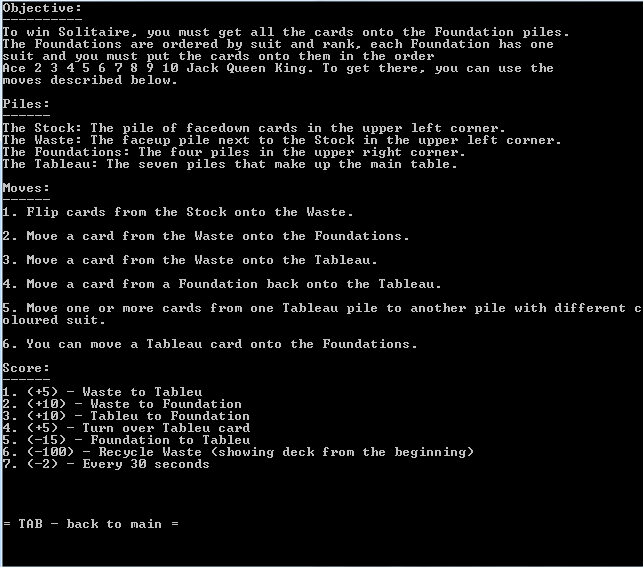 Objective:
----------
To win Solitaire, you must get all the cards onto the Foundation piles.
The Foundations are ordered by suit and rank, each Foundation has one
suit and you must put the cards onto them in the order
Ace 2 3 4 5 6 7 8 9 10 Jack Queen King. To get there, you can use the
moves described below.
Piles:
------
The Stock: The pile of facedown cards in the upper left corner.
The Waste: The faceup pile next to the Stock in the upper left corner.
The Foundations: The four piles in the upper right corner.
The Tableau: The seven piles that make up the main table.
Moves:
------
1. Flip cards from the Stock onto the Waste.
2. Move a card from the Waste onto the Foundations.
3. Move a card from the Waste onto the Tableau.
4. Move a card from a Foundation back onto the Tableau.
5. Move one or more cards from one Tableau pile to another pile with different c
oloured suit.
6. You can move a Tableau card onto the Foundations.
Score:
------
1. (+5) - Waste to Tableu
2. (+10) - Waste to Foundation
3. (+10) - Tableu to Foundation
4. (+5) - Turn over Tableu card
5. (-15) - Foundation to Tableu
6. (-100) - Recycle Waste (showing deck from the beginning)
7. (-2) - Every 30 seconds
= TAB - back to main =